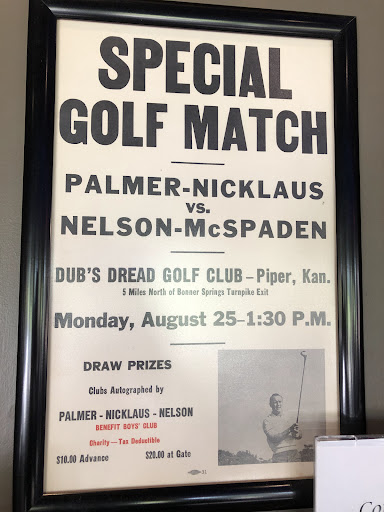 SPECIAL
GOLF MATCH
PALMER-NICKLAUS
vs.
NELSON-McSPADEN
DUB'S DREAD GOLF CLUB – Piper, Kan.
5 Miles North of Bonner Springs Turnpike Exit
Monday, August 25–1:30 P.M.
DRAW PRIZES
Clubs Autographed by
PALMER - NICKLAUS - NELSON
BENEFIT BOYS' CLUB
Charity — Tax Deductible
$10.00 Advance $20.00 at Gate
31
Co